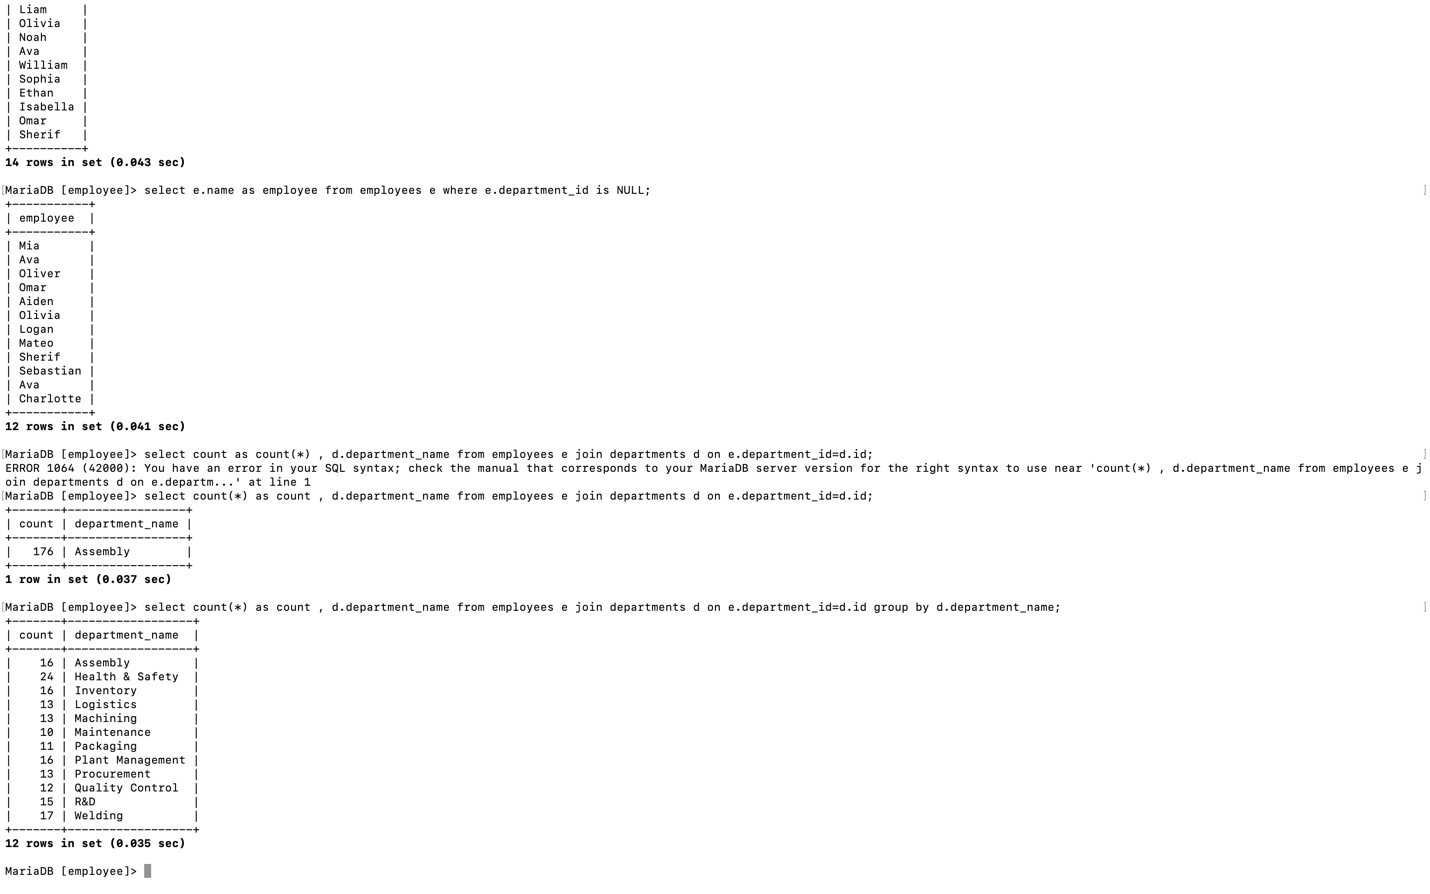 | Liam     |
| Olivia   |
| Noah     |
| Ava      |
| William  |
| Sophia   |
| Ethan    |
| Isabella |
| Omar     |
| Sherif   |
+----------+
14 rows in set (0.043 sec)
[MariaDB [employee]> select e.name as employee from employees e where e.department_id is NULL; ]
+-----------+
| employee  |
+-----------+
| Mia       |
| Ava       |
| Oliver    |
| Omar      |
| Aiden     |
| Olivia    |
| Logan     |
| Mateo     |
| Sherif    |
| Sebastian |
| Ava       |
| Charlotte |
+-----------+
12 rows in set (0.041 sec)
[MariaDB [employee]> select count as count(*) , d.department_name from employees e join departments d on e.department_id=d.id; ]
ERROR 1064 (42000): You have an error in your SQL syntax; check the manual that corresponds to your MariaDB server version for the right syntax to use near 'count(*) , d.department_name from employees e j
oin departments d on e.departm...' at line 1
[MariaDB [employee]> select count(*) as count , d.department_name from employees e join departments d on e.department_id=d.id; ]
+-------+-----------------+
| count | department_name |
+-------+-----------------+
|   176 | Assembly        |
+-------+-----------------+
1 row in set (0.037 sec)
[MariaDB [employee]> select count(*) as count , d.department_name from employees e join departments d on e.department_id=d.id group by d.department_name; ]
+-------+------------------+
| count | department_name  |
+-------+------------------+
|    16 | Assembly         |
|    24 | Health & Safety  |
|    16 | Inventory        |
|    13 | Logistics        |
|    13 | Machining        |
|    10 | Maintenance      |
|    11 | Packaging        |
|    16 | Plant Management |
|    13 | Procurement      |
|    12 | Quality Control  |
|    15 | R&D              |
|    17 | Welding          |
+-------+------------------+
12 rows in set (0.035 sec)
MariaDB [employee]>